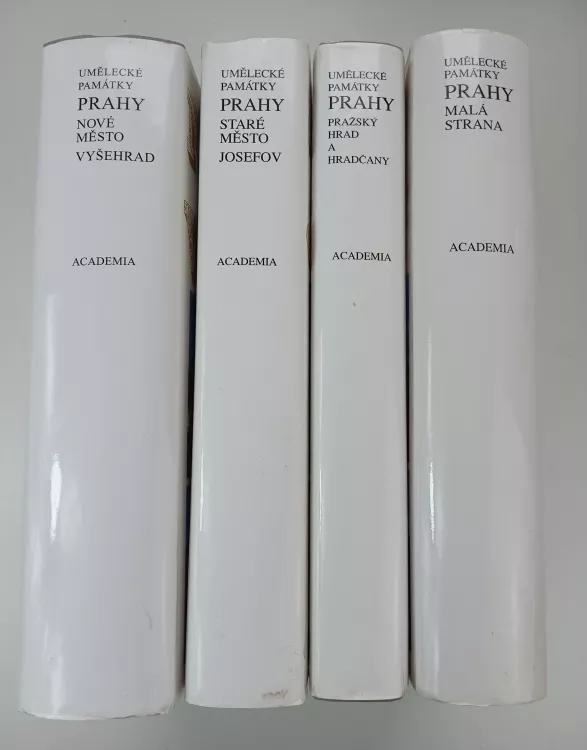 UMĚLECKÉ
PAMÁTKY
PRAHY
NOVÉ
MĚSTO
VYŠEHRAD
ACADEMIA
UMĚLECKÉ
PAMÁTKY
PRAHY
STARÉ
MĚSTO
JOSEFOV
ACADEMIA
UMĚLECKÉ
PAMÁTKY
PRAHY
PRAŽSKÝ
HRAD
A
HRADČANY
ACADEMIA
UMĚLECKÉ
PAMÁTKY
PRAHY
MALÁ
STRANA
ACADEMIA